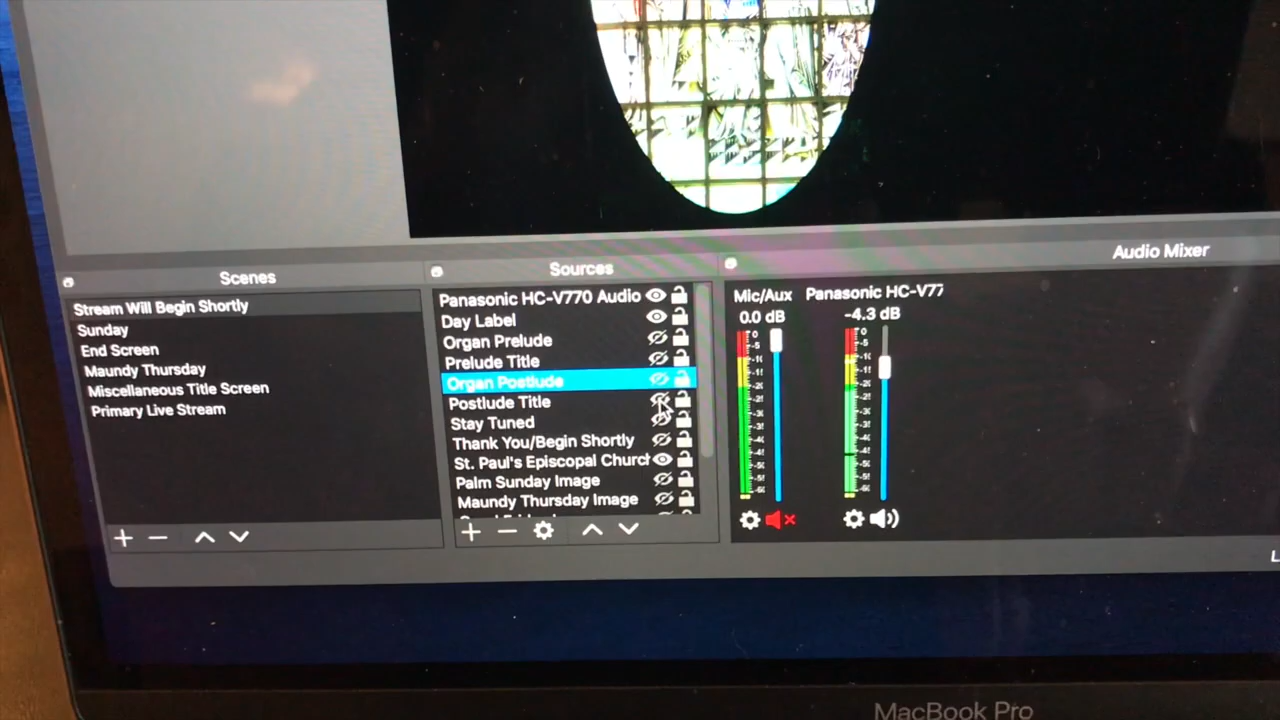 Scenes
Stream Will Begin Shortly
Sunday
End Screen
Maundy Thursday
Miscellaneous Title Screen
Primary Live Stream
Sources
Panasonic HC-V770 Audio
Day Label
Organ Prelude
Prelude Title
Organ Postlude
Postlude Title
Stay Tuned
Thank You/Begin Shortly
St. Paul's Episcopal Church
Palm Sunday Image
Maundy Thursday Image
Audio Mixer
Mic/Aux
0.0 dB
Panasonic HC-V77
-4.3 dB
MacBook Pro